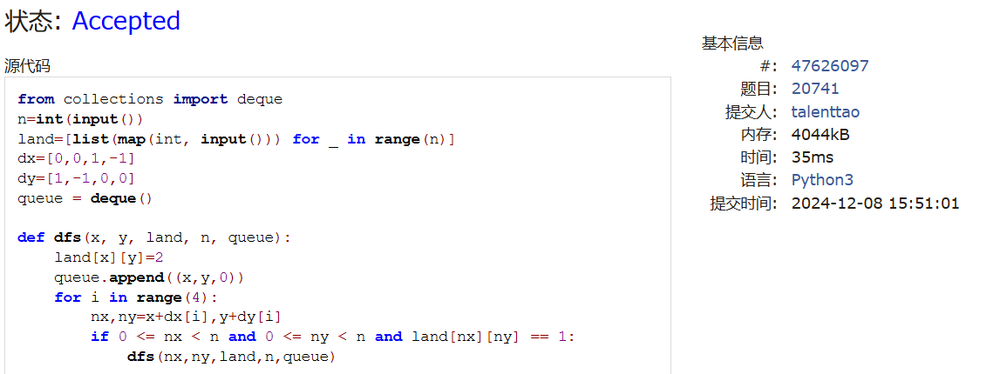 状态: Accepted
源代码
from collections import deque
n=int(input())
land=[list(map(int, input())) for _ in range(n)]
dx=[0,0,1,-1]
dy=[1,-1,0,0]
queue = deque()
def dfs(x, y, land, n, queue):
    land[x][y]=2
    queue.append((x,y,0))
    for i in range(4):
        nx,ny=x+dx[i],y+dy[i]
        if 0 <= nx < n and 0 <= ny < n and land[nx][ny] == 1:
            dfs(nx,ny,land,n,queue)
基本信息
#: 47626097
题目: 20741
提交人: talenttao
内存: 4044kB
时间: 35ms
语言: Python3
提交时间: 2024-12-08 15:51:01